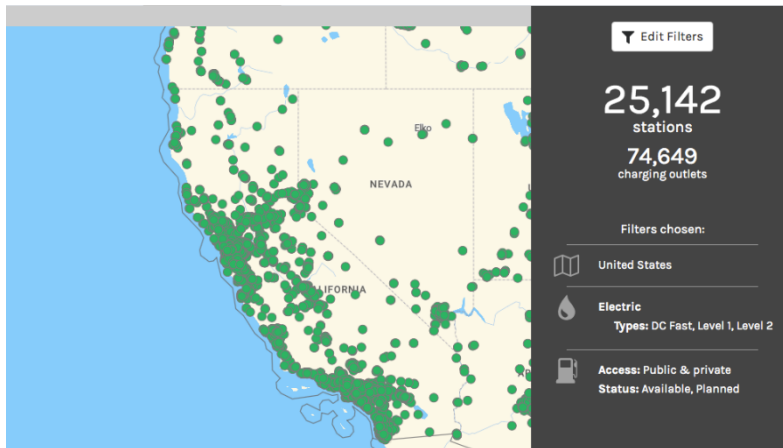 Elko
NEVADA
LIFORNIA
Edit Filters
25,142
stations
74,649
charging outlets
Filters chosen:
United States
Electric
Types: DC Fast, Level 1, Level 2
Access: Public & private
Status: Available, Planned